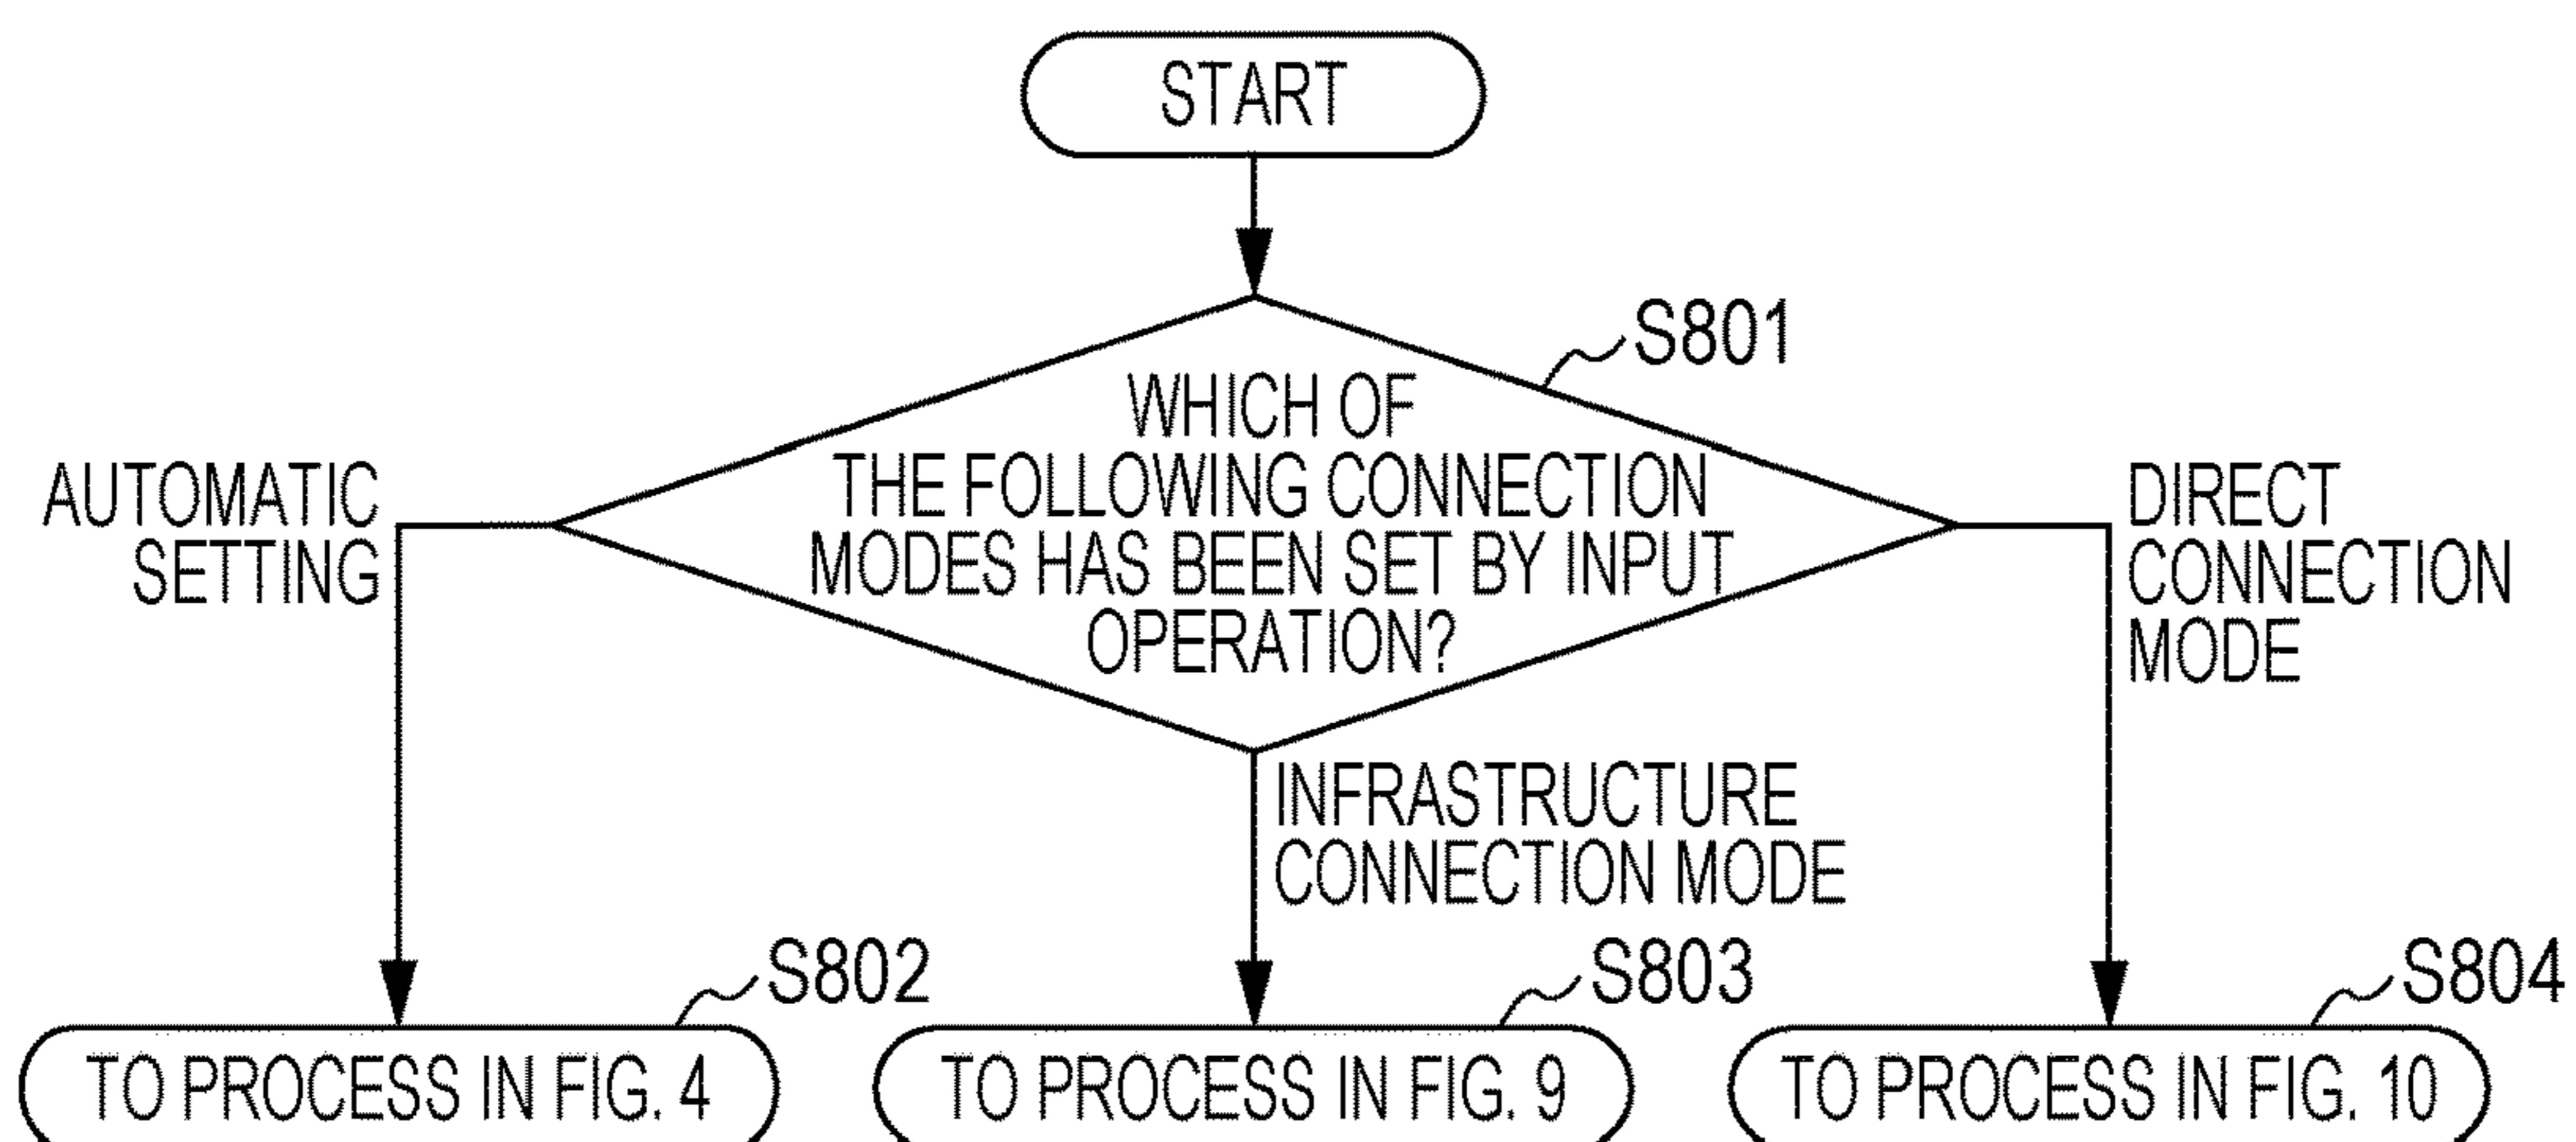 START
S801
WHICH OF
THE FOLLOWING CONNECTION
MODES HAS BEEN SET BY INPUT
OPERATION?
AUTOMATIC
SETTING
DIRECT
CONNECTION
MODE
INFRASTRUCTURE
CONNECTION MODE
S802
TO PROCESS IN FIG. 4
S803
TO PROCESS IN FIG. 9
S804
TO PROCESS IN FIG. 10